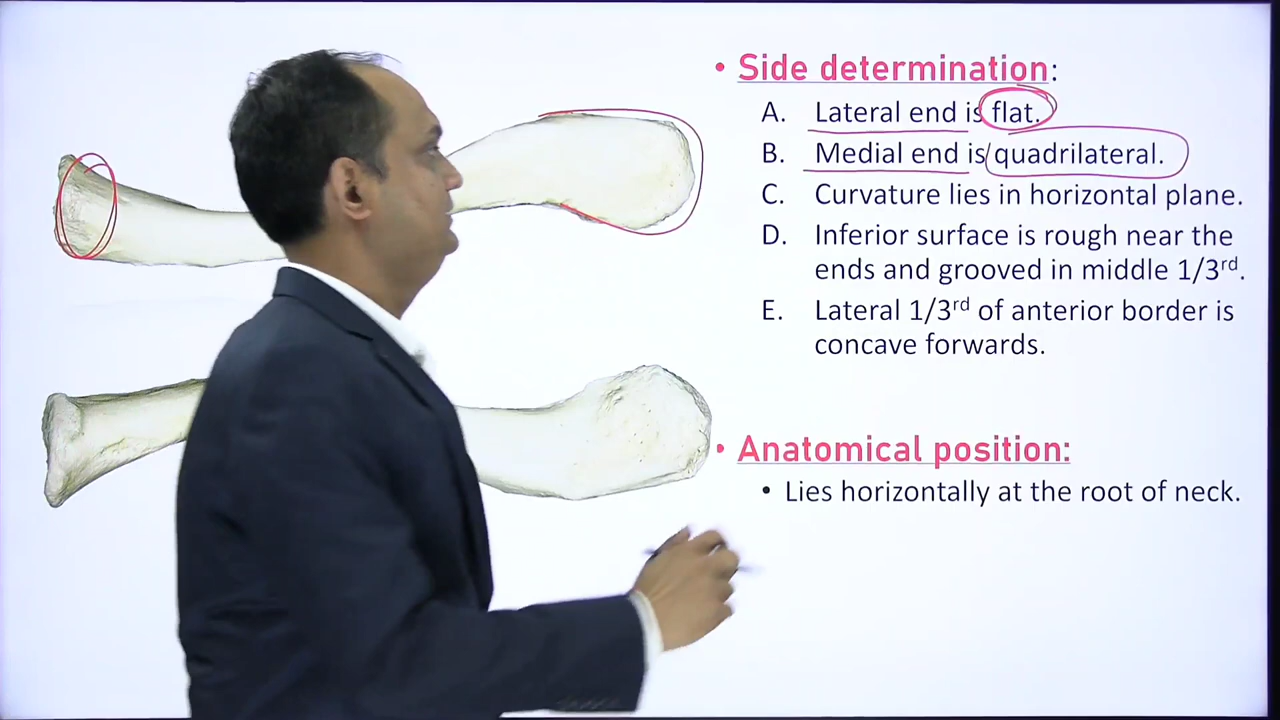 • Side determination:
A. Lateral end is flat.
B. Medial end is quadrilateral.
C. Curvature lies in horizontal plane.
D. Inferior surface is rough near the
ends and grooved in middle 1/3rd.
E. Lateral 1/3rd of anterior border is
concave forwards.
• Anatomical position:
• Lies horizontally at the root of neck.